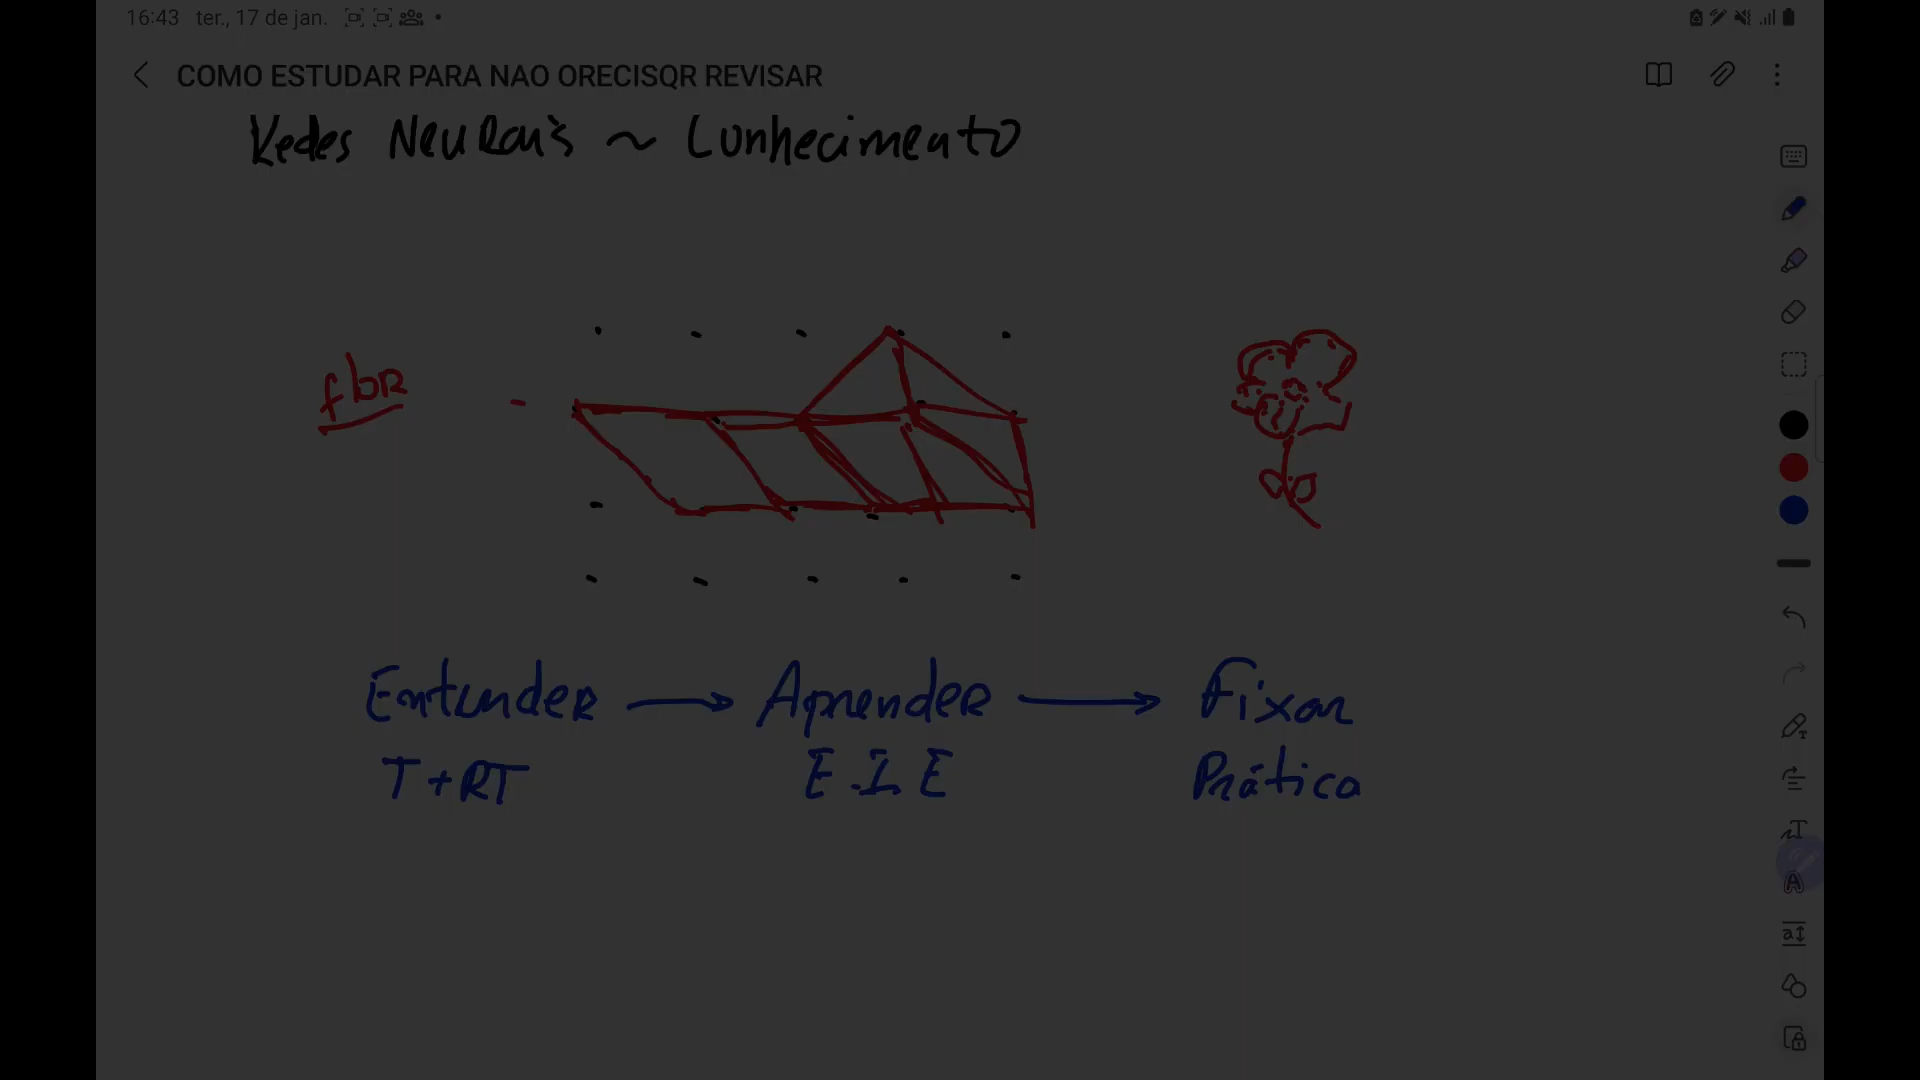 16:43 ter., 17 de jan.
COMO ESTUDAR PARA NAO ORECISQR REVISAR
Redes Neurais ~ Conhecimento
flor
Entender → Aprender → Fixar
T+RT E.I.E Prática